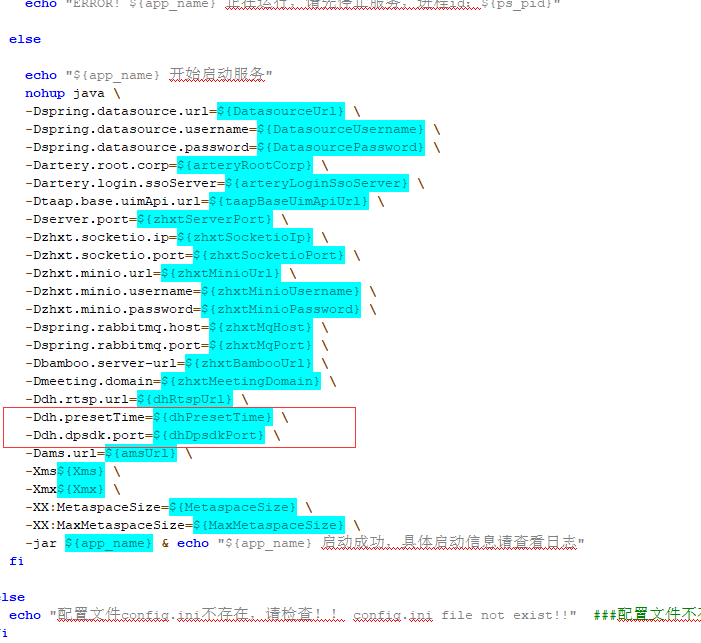 echo "ERROR! ${app_name} 正在运行，请先停止服务，进程id：${ps_pid}"
else
echo "${app_name} 开始启动服务"
nohup java \
-Dspring.datasource.url=${DatasourceUrl} \
-Dspring.datasource.username=${DatasourceUsername} \
-Dspring.datasource.password=${DatasourcePassword} \
-Dartery.root.corp=${arteryRootCorp} \
-Dartery.login.ssoServer=${arteryLoginSsoServer} \
-Dtaap.base.uimApi.url=${taapBaseUimApiUrl} \
-Dserver.port=${zhxtServerPort} \
-Dzhxt.socketio.ip=${zhxtSocketioIp} \
-Dzhxt.socketio.port=${zhxtSocketioPort} \
-Dzhxt.minio.url=${zhxtMinioUrl} \
-Dzhxt.minio.username=${zhxtMinioUsername} \
-Dzhxt.minio.password=${zhxtMinioPassword} \
-Dspring.rabbitmq.host=${zhxtMqHost} \
-Dspring.rabbitmq.port=${zhxtMqPort} \
-Dbamboo.server-url=${zhxtBambooUrl} \
-Dmeeting.domain=${zhxtMeetingDomain} \
-Ddh.rtsp.url=${dhRtspUrl} \
-Ddh.presetTime=${dhPresetTime} \
-Ddh.dpsdk.port=${dhDpsdkPort} \
-Dams.url=${amsUrl} \
-Xms${Xms} \
-Xmx${Xmx} \
-XX:MetaspaceSize=${MetaspaceSize} \
-XX:MaxMetaspaceSize=${MaxMetaspaceSize} \
-jar ${app_name} & echo "${app_name} 启动成功，具体启动信息请查看日志"
fi
lse
echo "配置文件config.ini不存在，请检查！！ config.ini file not exist!!" ###配置文件不
i